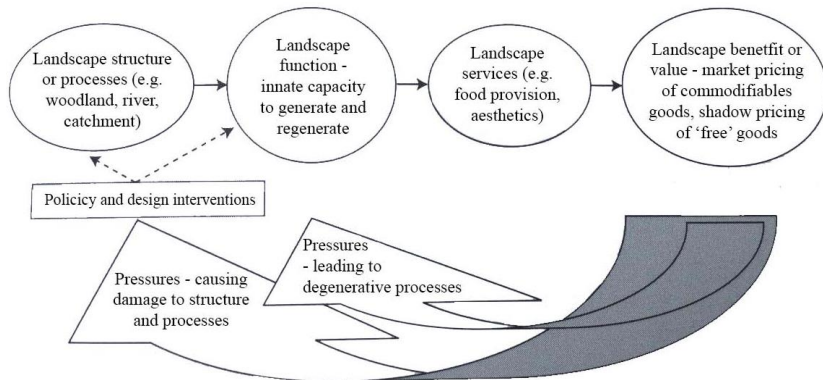 Landscape structure
or processes (e.g.
woodland, river,
catchment)
Landscape
function -
innate capacity
to generate and
regenerate
Landscape
services (e.g.
food provision,
aesthetics)
Landscape benetfit or
value - market pricing
of commodifiables
goods, shadow pricing
of ‘free’ goods
Policicy and design interventions
Pressures - causing
damage to structure
and processes
Pressures
- leading to
degenerative processes